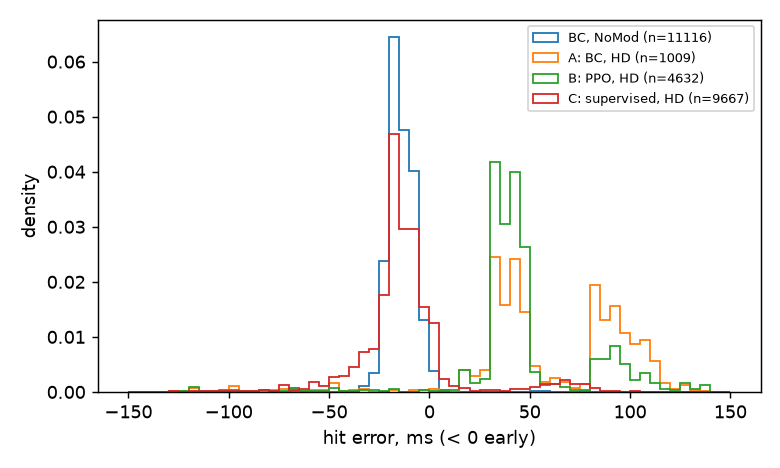 BC, NoMod (n=11116)
A: BC, HD (n=1009)
B: PPO, HD (n=4632)
C: supervised, HD (n=9667)
density
0.06
0.05
0.04
0.03
0.02
0.01
0.00
−150 −100 −50 0 50 100 150
hit error, ms (< 0 early)